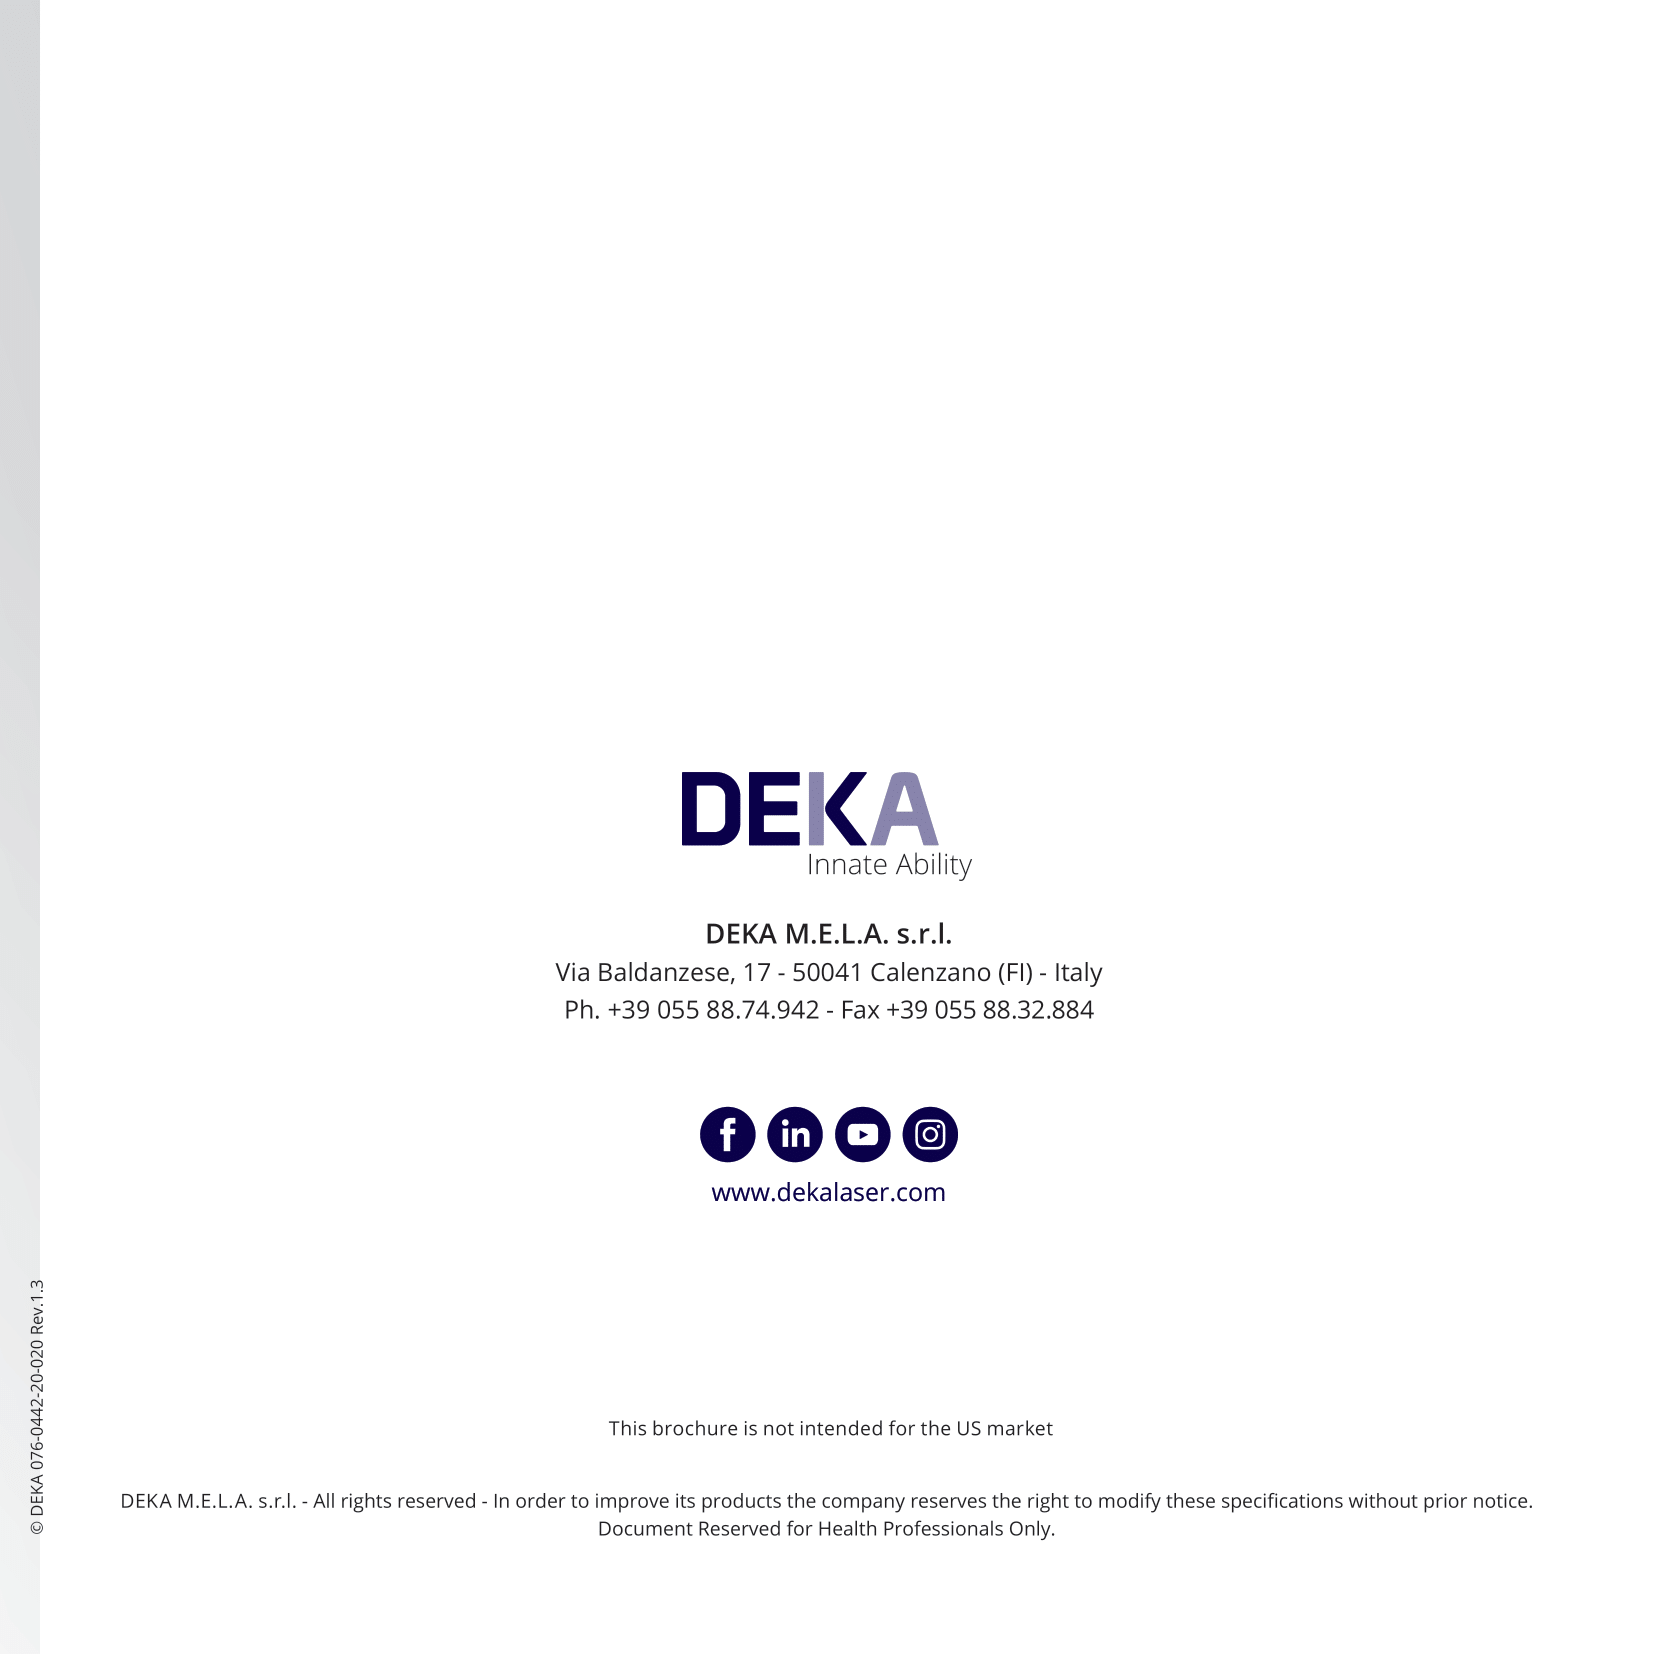 DEKA
Innate Ability
DEKA M.E.L.A. s.r.l.
Via Baldanzese, 17 - 50041 Calenzano (FI) - Italy
Ph. +39 055 88.74.942 - Fax +39 055 88.32.884
www.dekalaser.com
© DEKA 076-0442-20-020 Rev.1.3
This brochure is not intended for the US market
DEKA M.E.L.A. s.r.l. - All rights reserved - In order to improve its products the company reserves the right to modify these specifications without prior notice.
Document Reserved for Health Professionals Only.